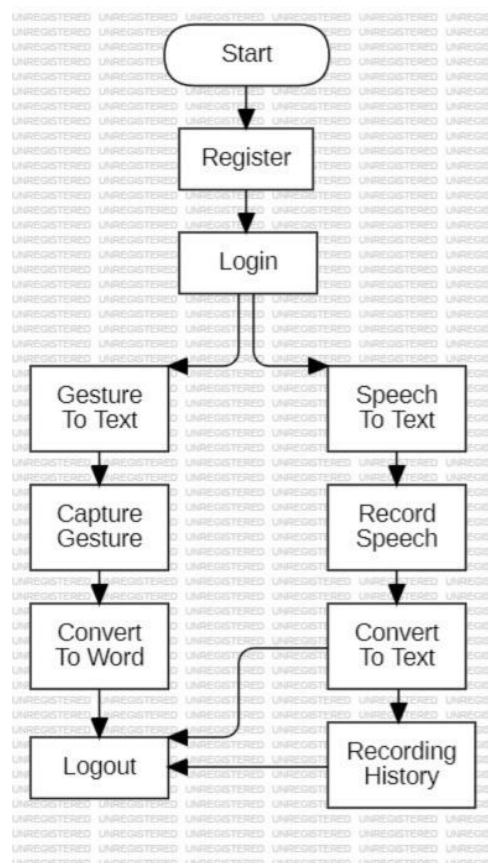 Start
Register
Login
Gesture
To Text
Speech
To Text
Capture
Gesture
Record
Speech
Convert
To Word
Convert
To Text
Logout
Recording
History
UNREGISTERED